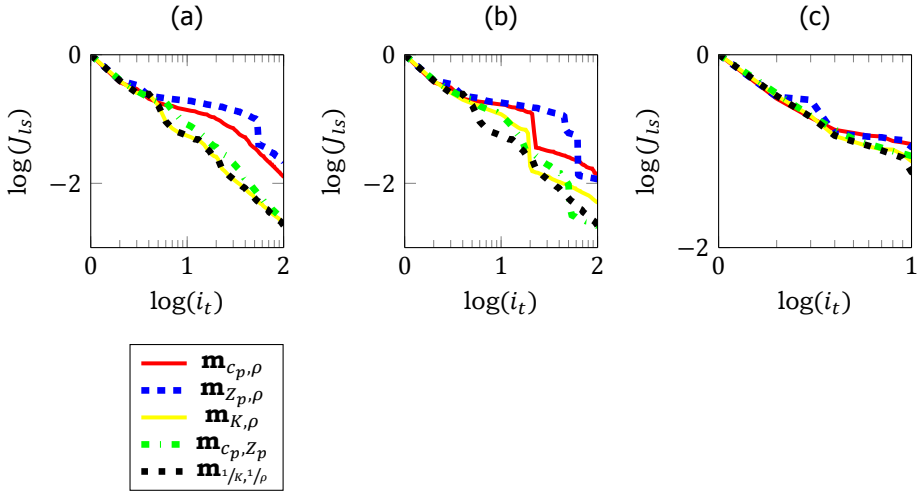 (a) (b) (c)
0 0 0
log(J_ls) log(J_ls) log(J_ls)
−2 −2
−2
0 1 2 0 1 2 0 1
log(i_t) log(i_t) log(i_t)
m_{c_p,ρ}
m_{Z_p,ρ}
m_{K,ρ}
m_{c_p,Z_p}
m_{1/K,1/ρ}